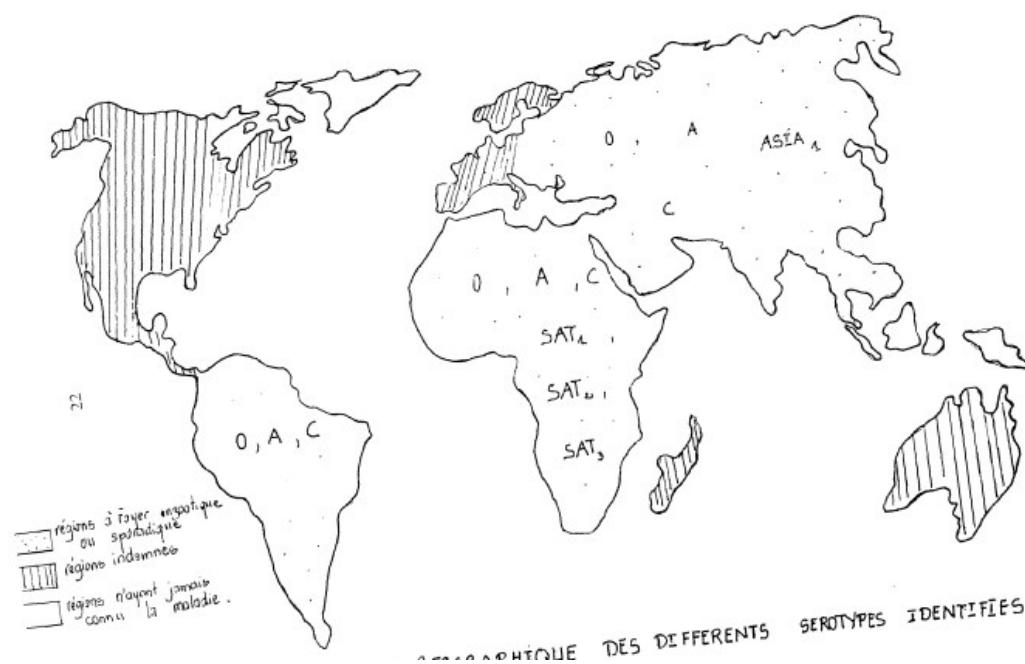 O, A ASIA 1
C
O, A, C
SAT 1,
SAT 2,
SAT 3
22
O, A, C
régions à foyer enzootique
ou sporadique
régions indemnes
régions n'ayant jamais
connu la maladie.
DES DIFFERENTS SEROTYPES IDENTIFIES